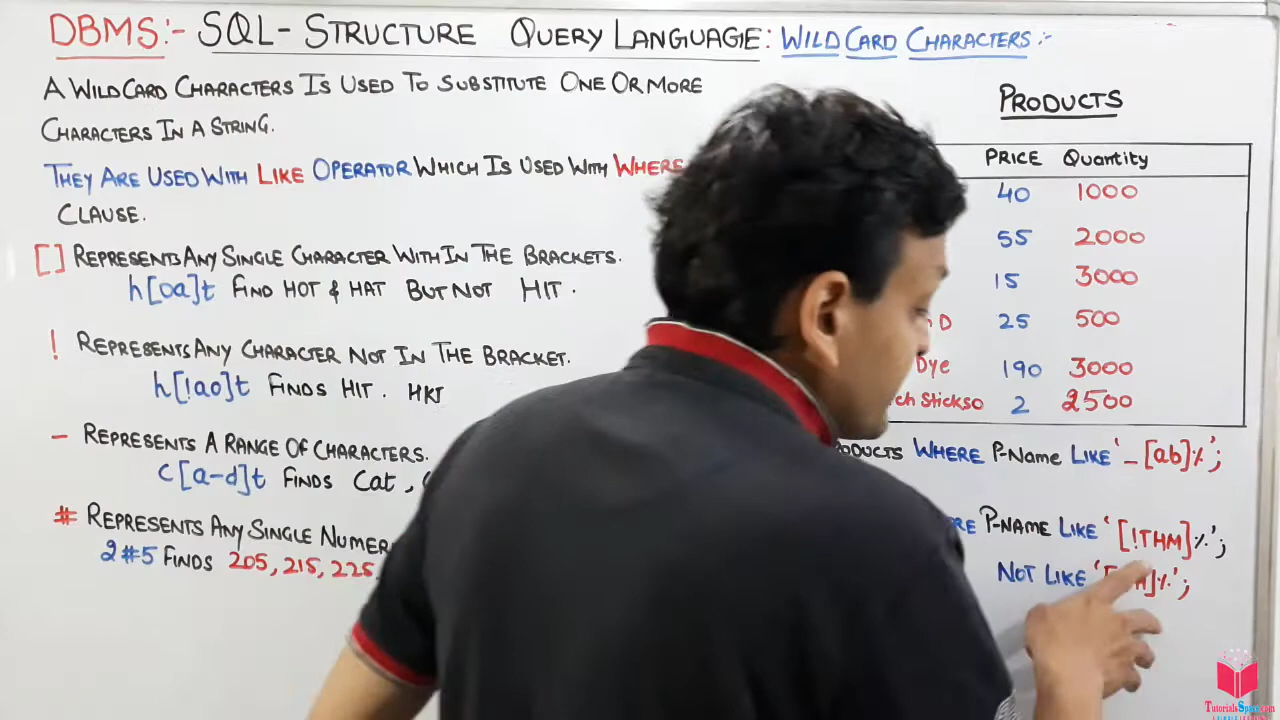 DBMS:- SQL- STRUCTURE QUERY LANGUAGE: WILD CARD CHARACTERS:-
A WILDCARD CHARACTERS IS USED TO SUBSTITUTE ONE OR MORE
CHARACTERS IN A STRING.
THEY ARE USED WITH LIKE OPERATOR WHICH IS USED WITH WHERE
CLAUSE.
[] REPRESENTS ANY SINGLE CHARACTER WITH IN THE BRACKETS.
h[oa]t FIND HOT & HAT BUT NOT HIT.
! REPRESENTS ANY CHARACTER NOT IN THE BRACKET.
h[!ao]t FINDS HIT. HKT
- REPRESENTS A RANGE OF CHARACTERS.
C[a-d]t FINDS Cat,
# REPRESENTS ANY SINGLE NUMER
2#5 FINDS 205, 215, 225.
PRODUCTS
PRICE Quantity
40 1000
55 2000
15 3000
D 25 500
Dye 190 3000
ch Stickso 2 2500
PRODUCTS WHERE P-Name LIKE '_[ab]%';
RE P-NAME LIKE '[!THM]%';
NOT LIKE '[ ]%';
TutorialsSpace.com